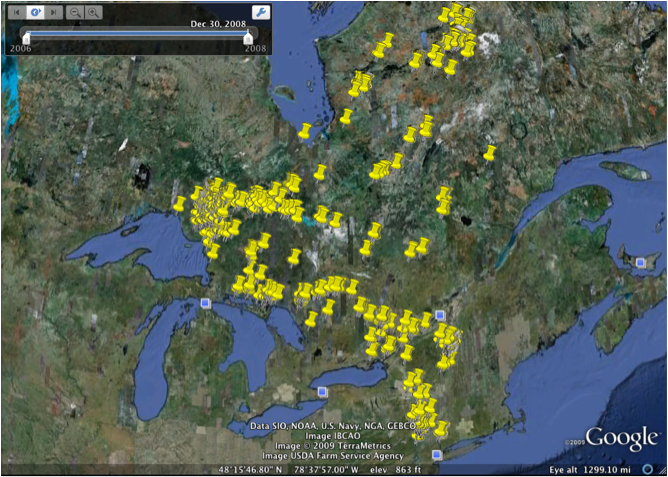 Dec 30, 2008
2006 2008
Data SIO, NOAA, U.S. Navy, NGA, GEBCO
Image IBCAO
Image © 2009 TerraMetrics
Image USDA Farm Service Agency
©2009 Google
48°15'46.80" N 78°37'57.00" W elev 863 ft Eye alt 1299.10 mi